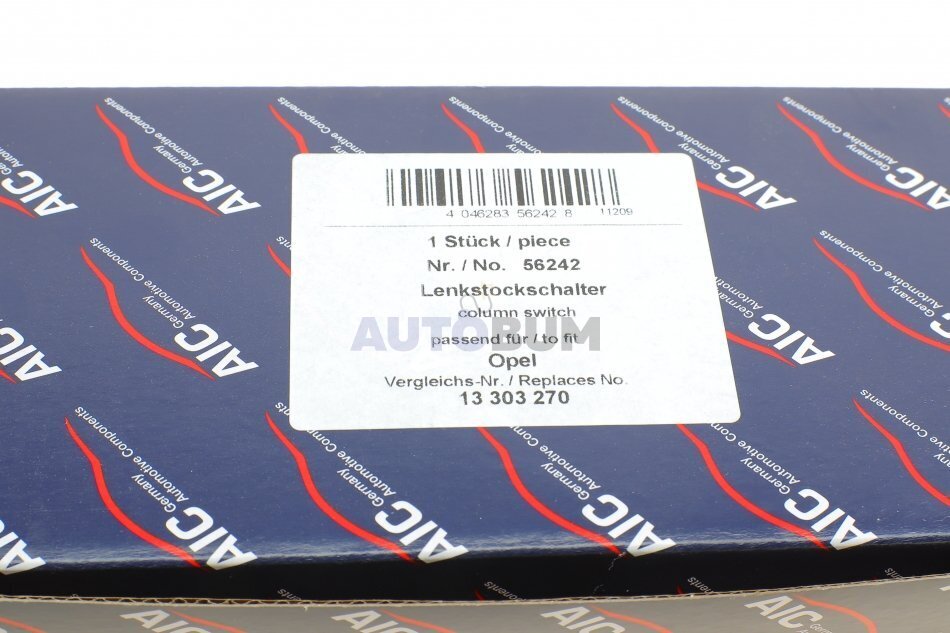 4 046283 56242 8 11209
1 Stück / piece
Nr. / No. 56242
Lenkstockschalter
column switch
AUTOBUM
passend für / to fit
Opel
Vergleichs-Nr. / Replaces No.
13 303 270
AIC
Germany
Automotive Components